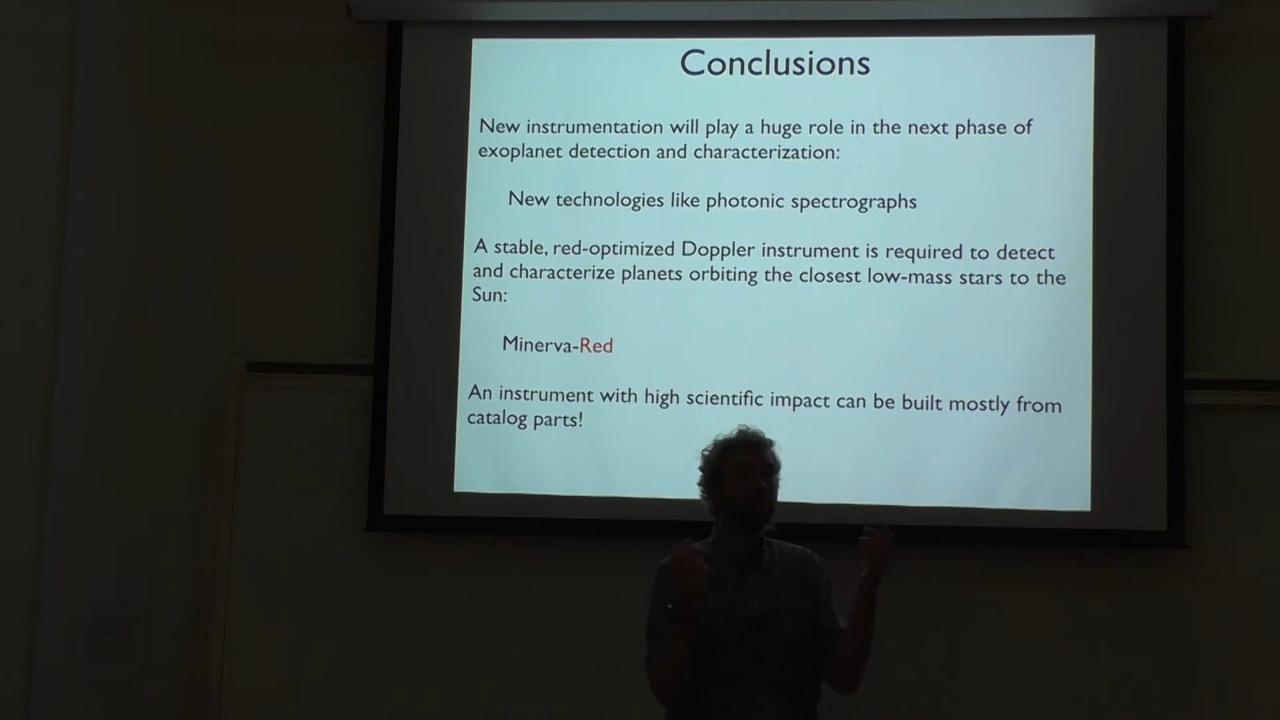 Conclusions
New instrumentation will play a huge role in the next phase of
exoplanet detection and characterization:
New technologies like photonic spectrographs
A stable, red-optimized Doppler instrument is required to detect
and characterize planets orbiting the closest low-mass stars to the
Sun:
Minerva-Red
An instrument with high scientific impact can be built mostly from
catalog parts!